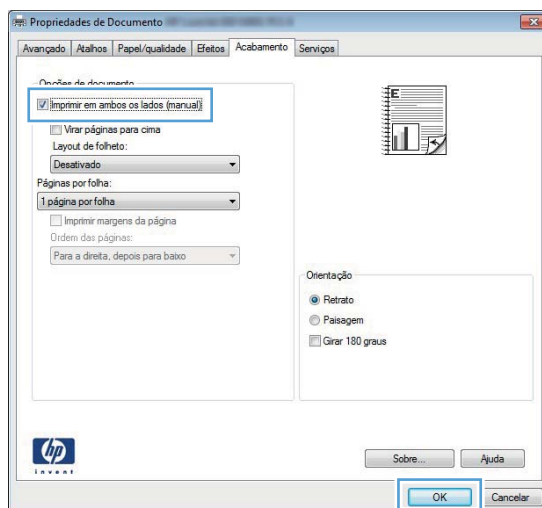 Propriedades de Documento
Avançado Atalhos Papel/qualidade Efeitos Acabamento Serviços
Opções de documento
Imprimir em ambos os lados (manual)
Virar páginas para cima
Layout de folheto:
Desativado
Páginas por folha:
1 página por folha
Imprimir margens da página
Ordem das páginas:
Para a direita, depois para baixo
E
Orientação
Retrato
Paisagem
Girar 180 graus
hp
invent
Sobre... Ajuda
OK Cancelar